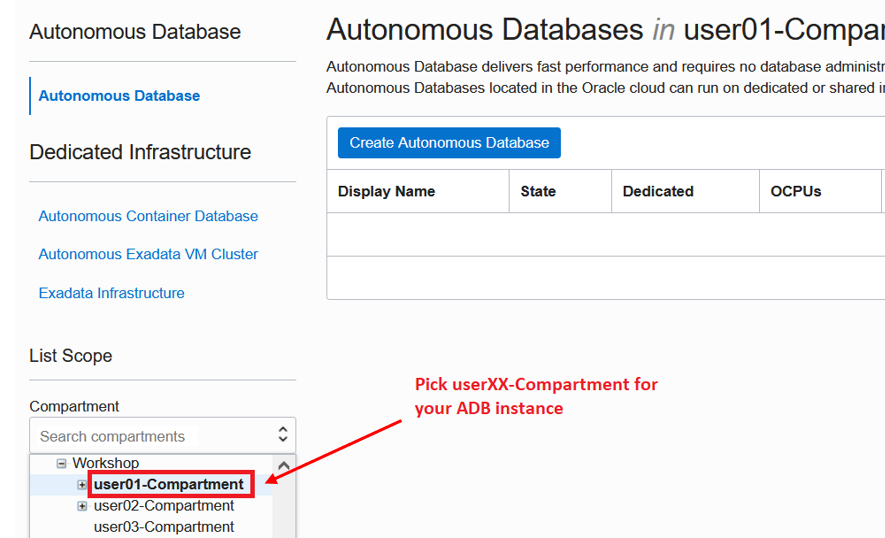 Autonomous Database
Autonomous Database
Dedicated Infrastructure
Autonomous Container Database
Autonomous Exadata VM Cluster
Exadata Infrastructure
List Scope
Compartment
Search compartments
Workshop
user01-Compartment
user02-Compartment
user03-Compartment
Autonomous Databases in user01-Compar
Autonomous Database delivers fast performance and requires no database administr
Autonomous Databases located in the Oracle cloud can run on dedicated or shared i
Create Autonomous Database
Display Name State Dedicated OCPUs
Pick userXX-Compartment for
your ADB instance